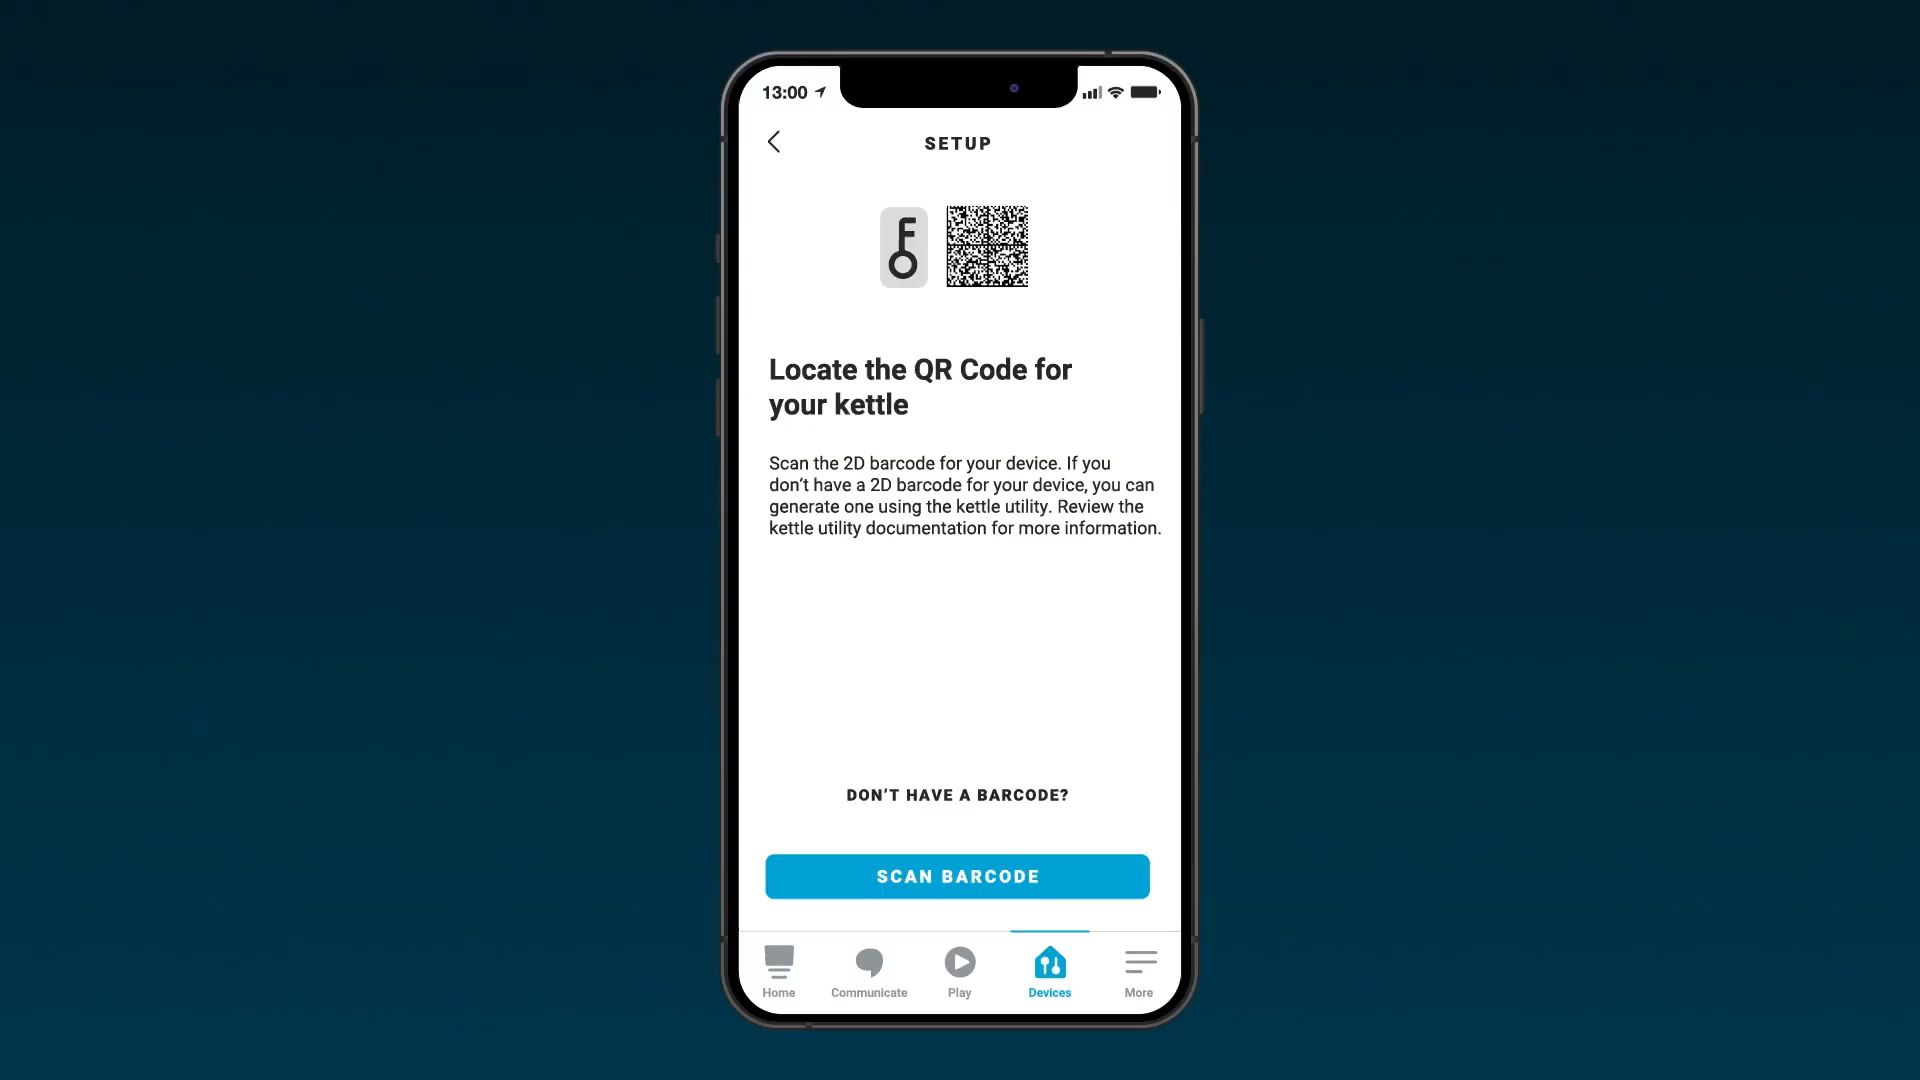 13:00
SETUP
Locate the QR Code for
your kettle
Scan the 2D barcode for your device. If you
don’t have a 2D barcode for your device, you can
generate one using the kettle utility. Review the
kettle utility documentation for more information.
DON’T HAVE A BARCODE?
SCAN BARCODE
Home Communicate Play Devices More